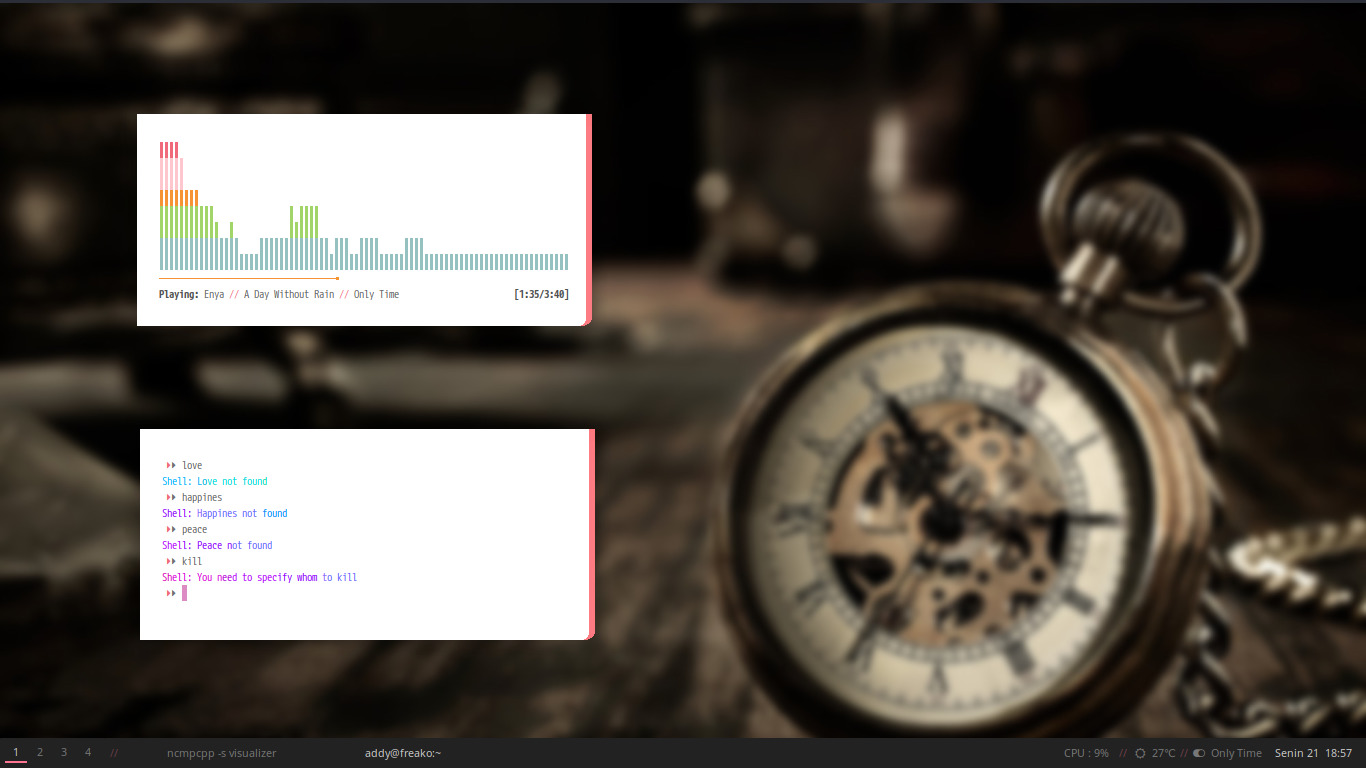 Playing: Enya // A Day Without Rain // Only Time [1:35/3:40]
love
Shell: Love not found
happines
Shell: Happines not found
peace
Shell: Peace not found
kill
Shell: You need to specify whom to kill
1 2 3 4 // ncmpcpp -s visualizer addy@freako:~ CPU : 9% // 27°C // Only Time Senin 21 18:57